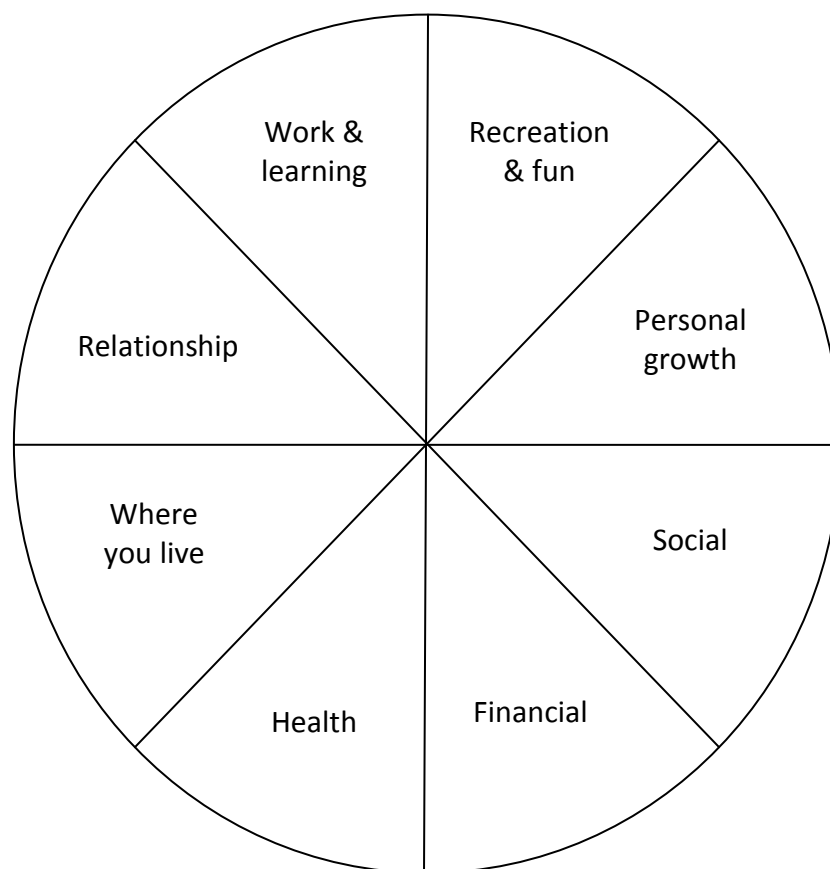 Work &
learning
Recreation
& fun
Relationship
Personal
growth
Where
you live
Social
Health
Financial